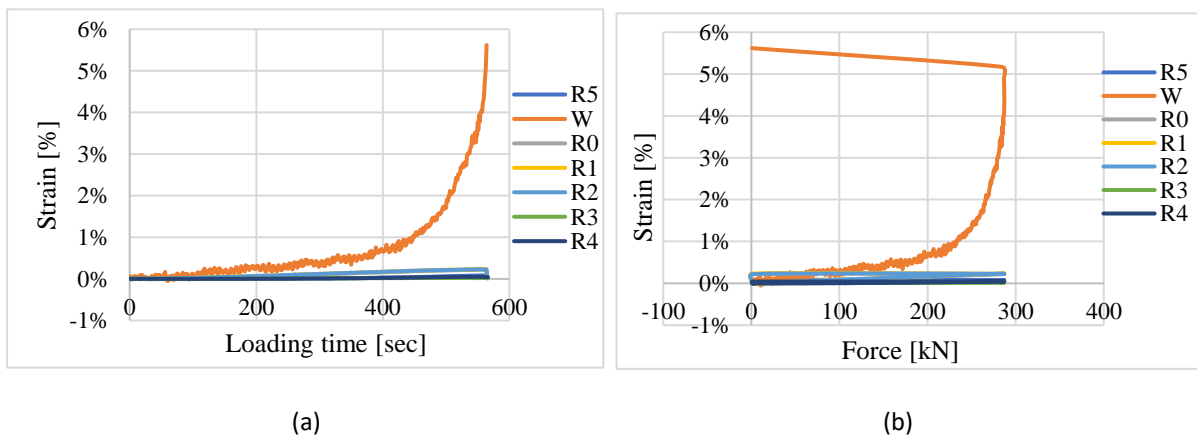 6%
5%
4%
3%
2%
1%
0%
-1%
Strain [%]
0 200 400 600
Loading time [sec]
R5
W
R0
R1
R2
R3
R4
(a)
6%
5%
4%
3%
2%
1%
0%
-1%
Strain [%]
-100 0 100 200 300 400
Force [kN]
R5
W
R0
R1
R2
R3
R4
(b)